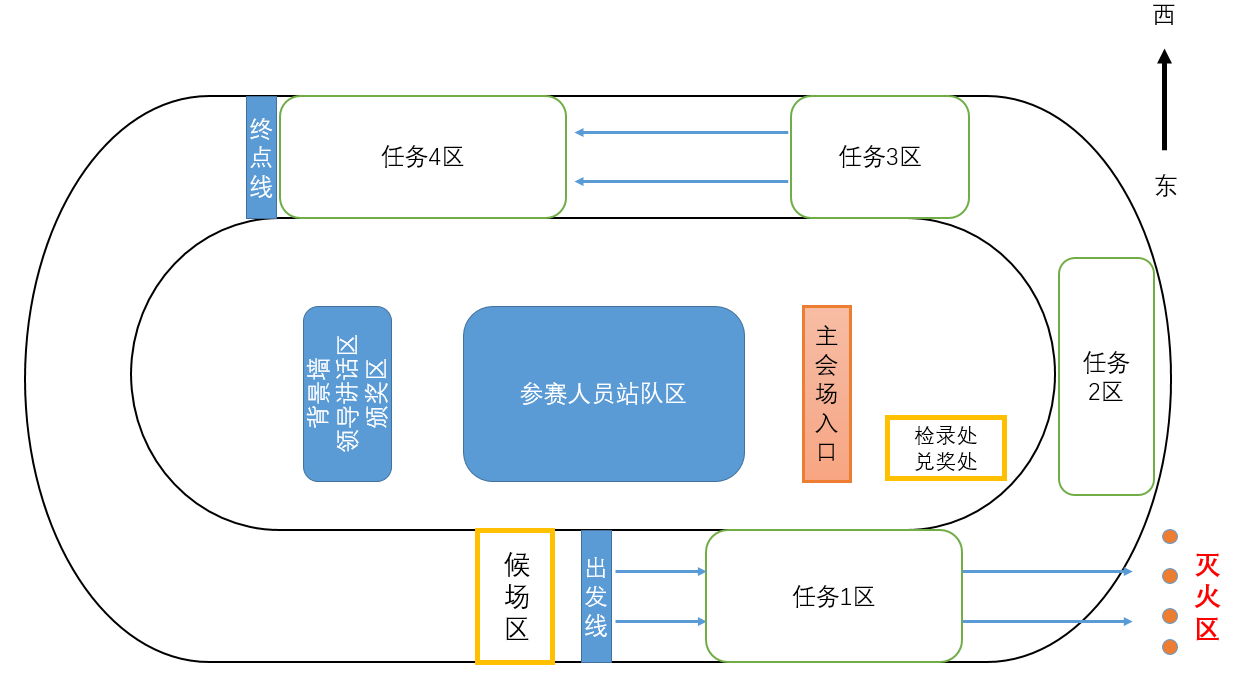 西
东
终点线
任务4区
任务3区
背景墙
领导讲话区
颁奖区
参赛人员站队区
主会场入口
检录处
兑奖处
任务
2区
候场区
出发线
任务1区
灭火区